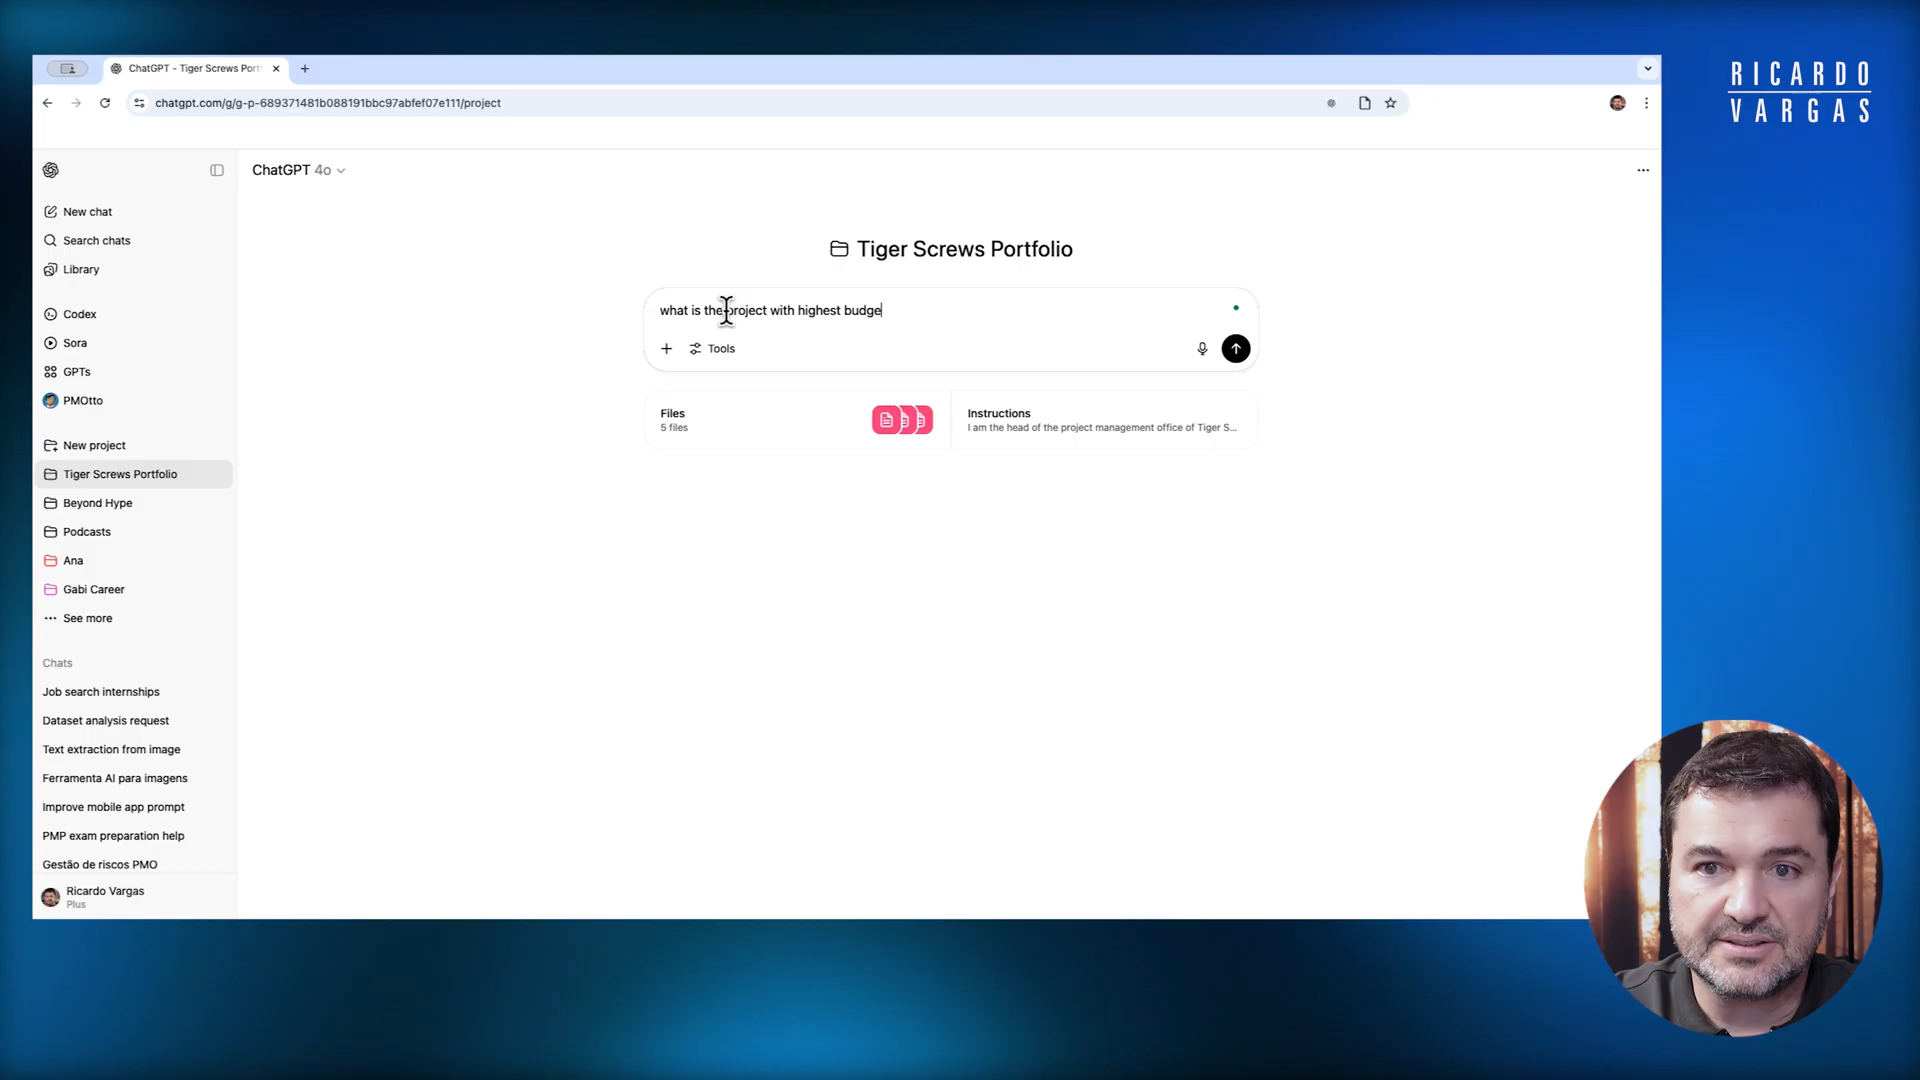 RICARDO
VARGAS
ChatGPT - Tiger Screws Port
chatgpt.com/g/g-p-689371481b088191bbc97abfef07e111/project
ChatGPT 4o
New chat
Search chats
Library
Codex
Sora
GPTs
PMOtto
New project
Tiger Screws Portfolio
Beyond Hype
Podcasts
Ana
Gabi Career
See more
Chats
Job search internships
Dataset analysis request
Text extraction from image
Ferramenta AI para imagens
Improve mobile app prompt
PMP exam preparation help
Gestão de riscos PMO
Ricardo Vargas
Plus
Tiger Screws Portfolio
what is the project with highest budge
Tools
Files
5 files
Instructions
I am the head of the project management office of Tiger S...